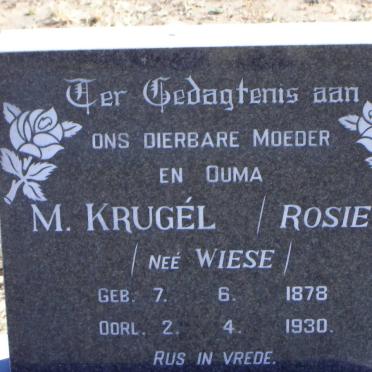 Ter Gedagtenis aan
ONS DIERBARE MOEDER
EN OUMA
M. KRUGÉL / ROSIE
/ NEÉ WIESE /
GEB. 7. 6. 1878
OORL. 2. 4. 1930.
RUS IN VREDE.